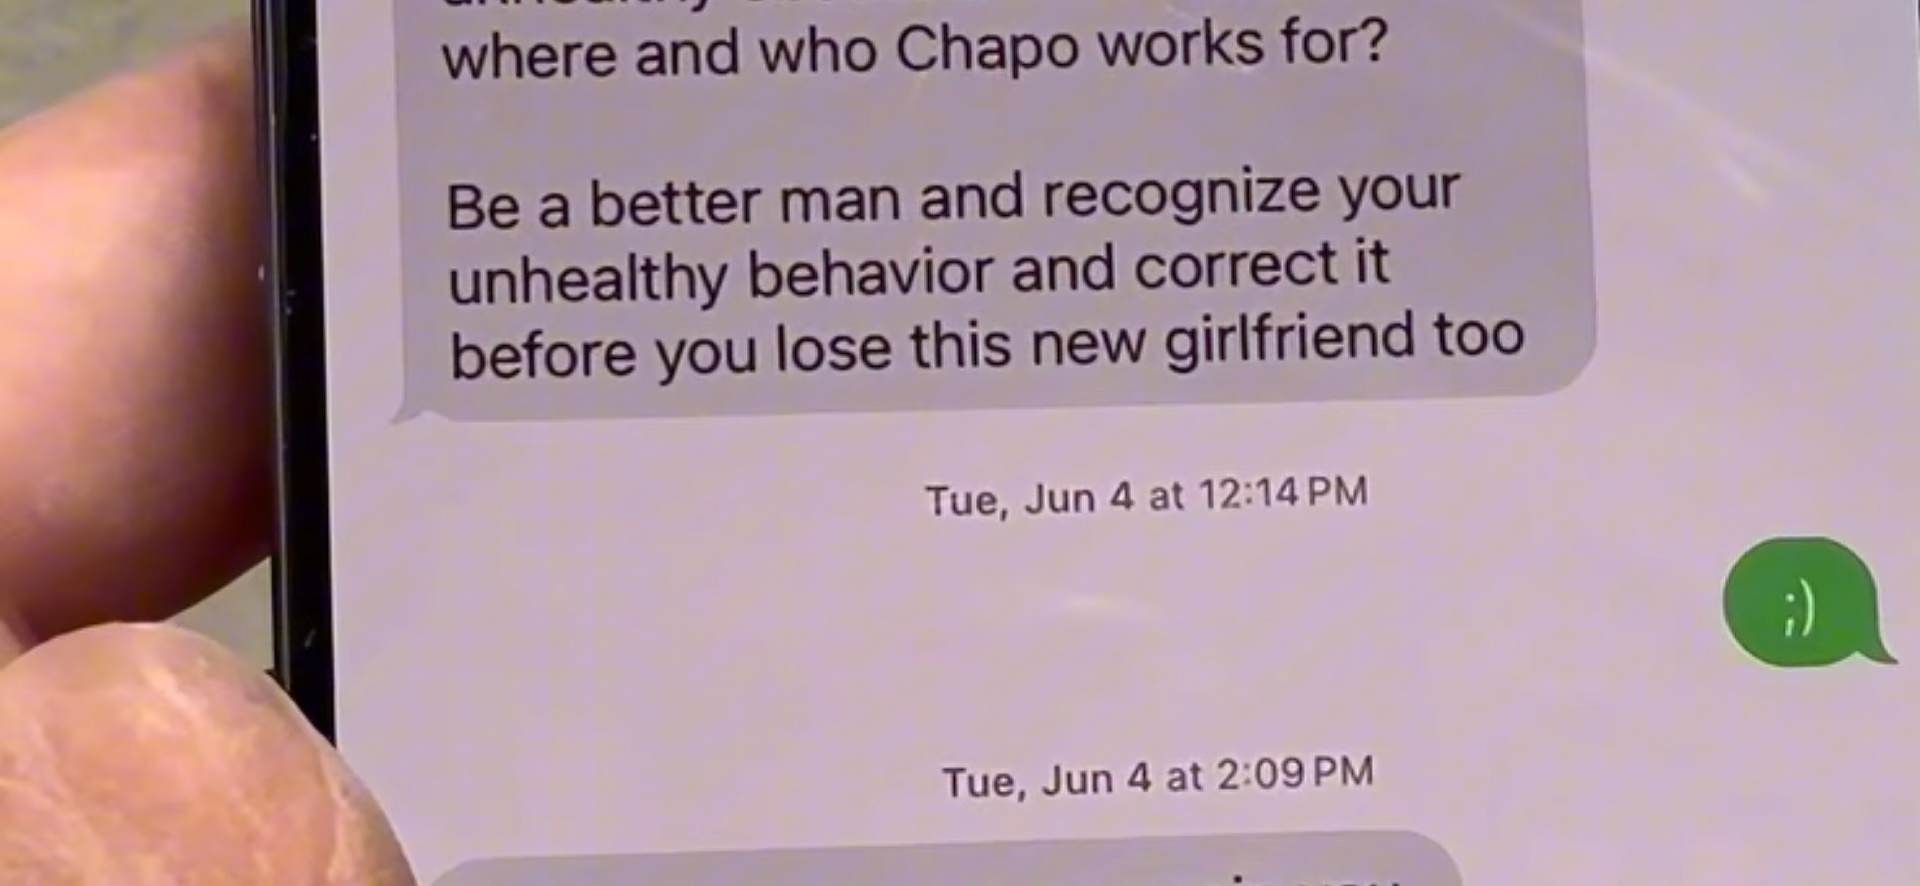 where and who Chapo works for?
Be a better man and recognize your
unhealthy behavior and correct it
before you lose this new girlfriend too
Tue, Jun 4 at 12:14 PM
;)
Tue, Jun 4 at 2:09 PM